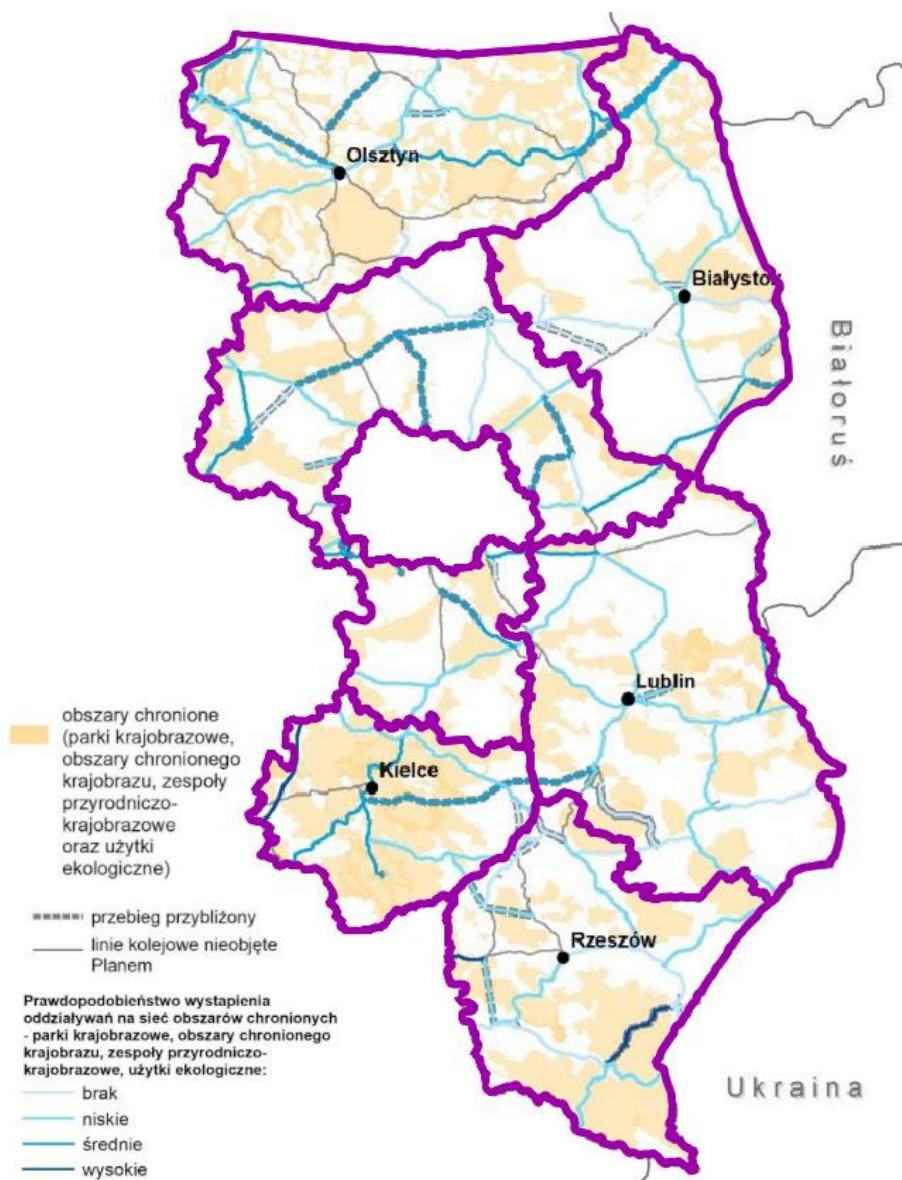 Olsztyn
Białystok
Białoruś
Lublin
Kielce
Rzeszów
Ukraina
obszary chronione
(parki krajobrazowe,
obszary chronionego
krajobrazu, zespoły
przyrodniczo-
krajobrazowe
oraz użytki
ekologiczne)
przebieg przybliżony
linie kolejowe nieobjęte
Planem
Prawdopodobieństwo wystąpienia
oddziaływań na sieć obszarów chronionych
- parki krajobrazowe, obszary chronionego
krajobrazu, zespoły przyrodniczo-
krajobrazowe, użytki ekologiczne:
brak
niskie
średnie
wysokie